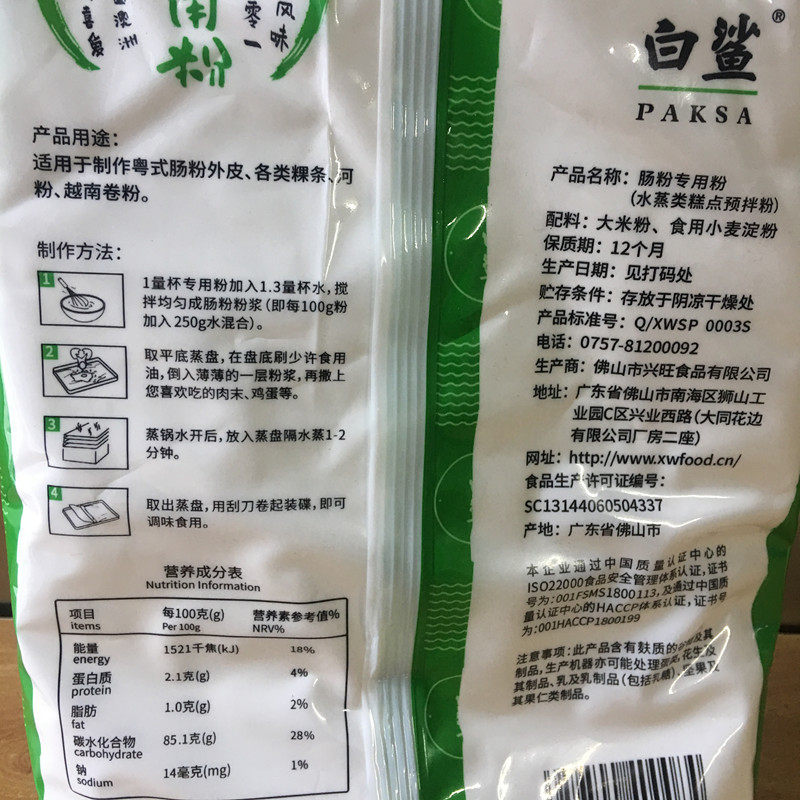 风味
零一
澳洲
喜泉
南粉
产品用途：
适用于制作粤式肠粉外皮、各类粿条、河
粉、越南卷粉。
制作方法：
1
1量杯专用粉加入1.3量杯水，搅
拌均匀成肠粉粉浆（即每100g粉
加入250g水混合）。
2
取平底蒸盘，在盘底刷少许食用
油，倒入薄薄的一层粉浆，再撒上
您喜欢吃的肉末、鸡蛋等。
3
蒸锅水开后，放入蒸盘隔水蒸1-2
分钟。
4
取出蒸盘，用刮刀卷起装碟，即可
调味食用。
营养成分表
Nutrition Information
项目 每100克(g) 营养素参考值%
items Per 100g NRV%
能量 1521千焦(kJ) 18%
energy
蛋白质 2.1克(g) 4%
protein
脂肪 1.0克(g) 2%
fat
碳水化合物 85.1克(g) 28%
carbohydrate
钠 14毫克(mg) 1%
sodium
白鲨®
PAKSA
产品名称：肠粉专用粉
（水蒸类糕点预拌粉）
配料：大米粉、食用小麦淀粉
保质期：12个月
生产日期：见打码处
贮存条件：存放于阴凉干燥处
产品标准号：Q/XWSP 0003S
电话：0757-81200092
生产商：佛山市兴旺食品有限公司
地址：广东省佛山市南海区狮山工
业园C区兴业西路（大同花边
有限公司厂房二座）
网址：http://www.xwfood.cn/
食品生产许可证编号：
SC13144060504337
产地：广东省佛山市
本企业通过中国质量认证中心的
ISO22000食品安全管理体系认证，证书
号为：001FSMS1800113，及通过中国质
量认证中心的HACCP体系认证，证书号
为：001HACCP1800199
注意事项：此产品含有麸质的谷物及其
制品，生产机器亦可能处理蛋类，花生及
其制品、乳及乳制品（包括乳糖）、坚果及
其果仁类制品。